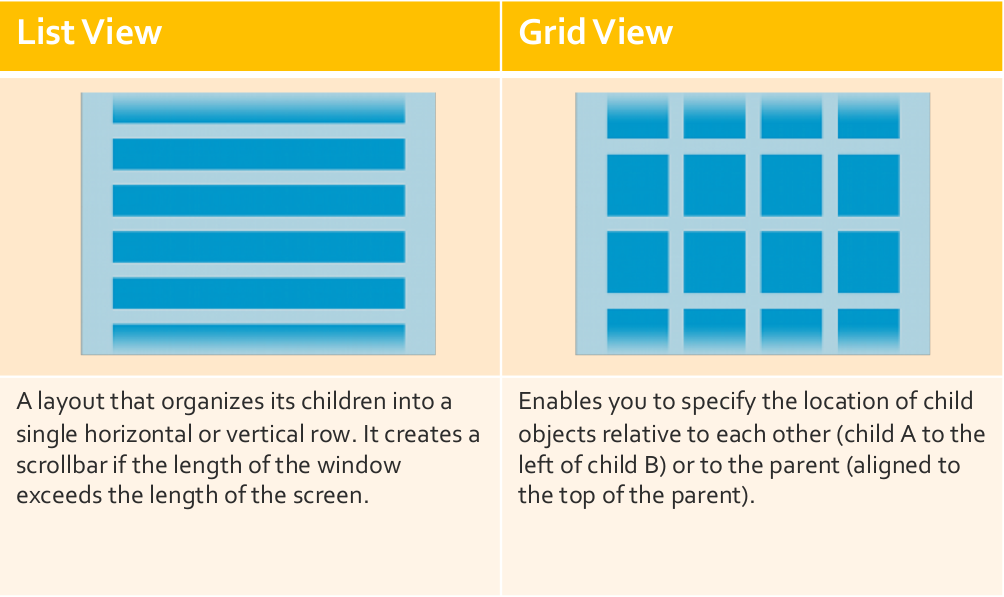 List View
Grid View
A layout that organizes its children into a
single horizontal or vertical row. It creates a
scrollbar if the length of the window
exceeds the length of the screen.
Enables you to specify the location of child
objects relative to each other (child A to the
left of child B) or to the parent (aligned to
the top of the parent).